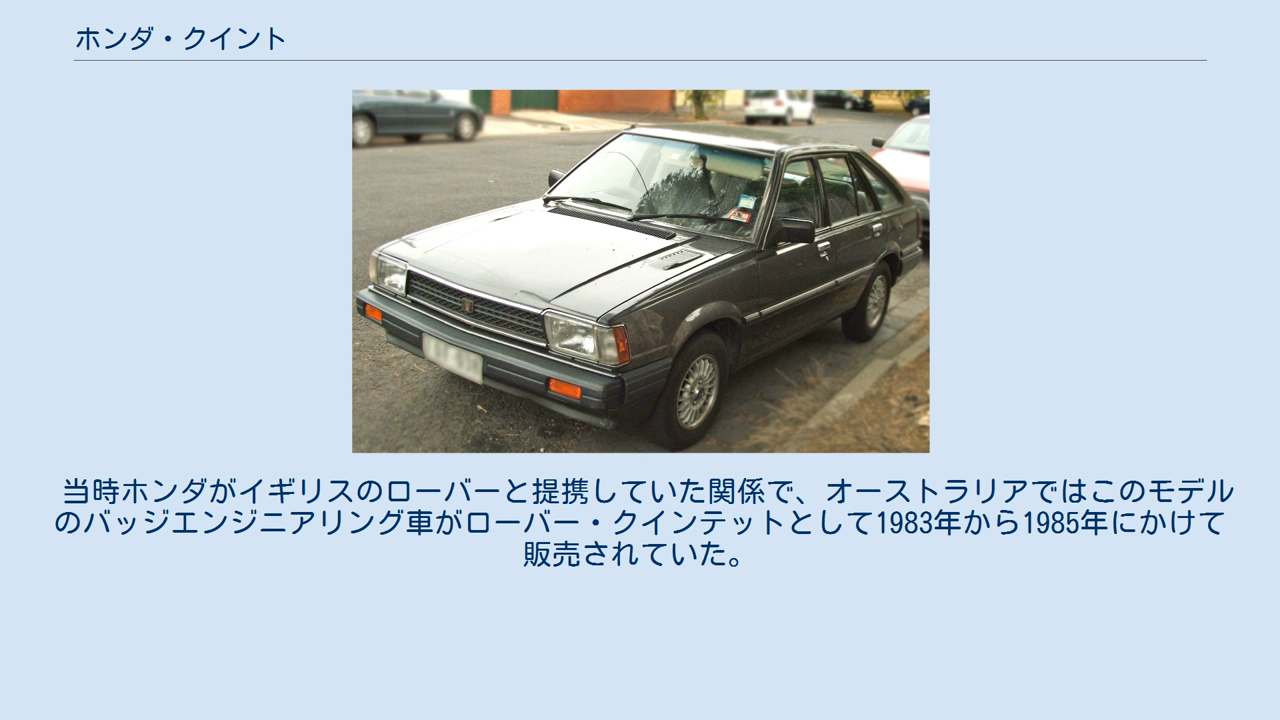 ホンダ・クイント
当時ホンダがイギリスのローバーと提携していた関係で、オーストラリアではこのモデル
のバッジエンジニアリング車がローバー・クインテットとして1983年から1985年にかけて
販売されていた。